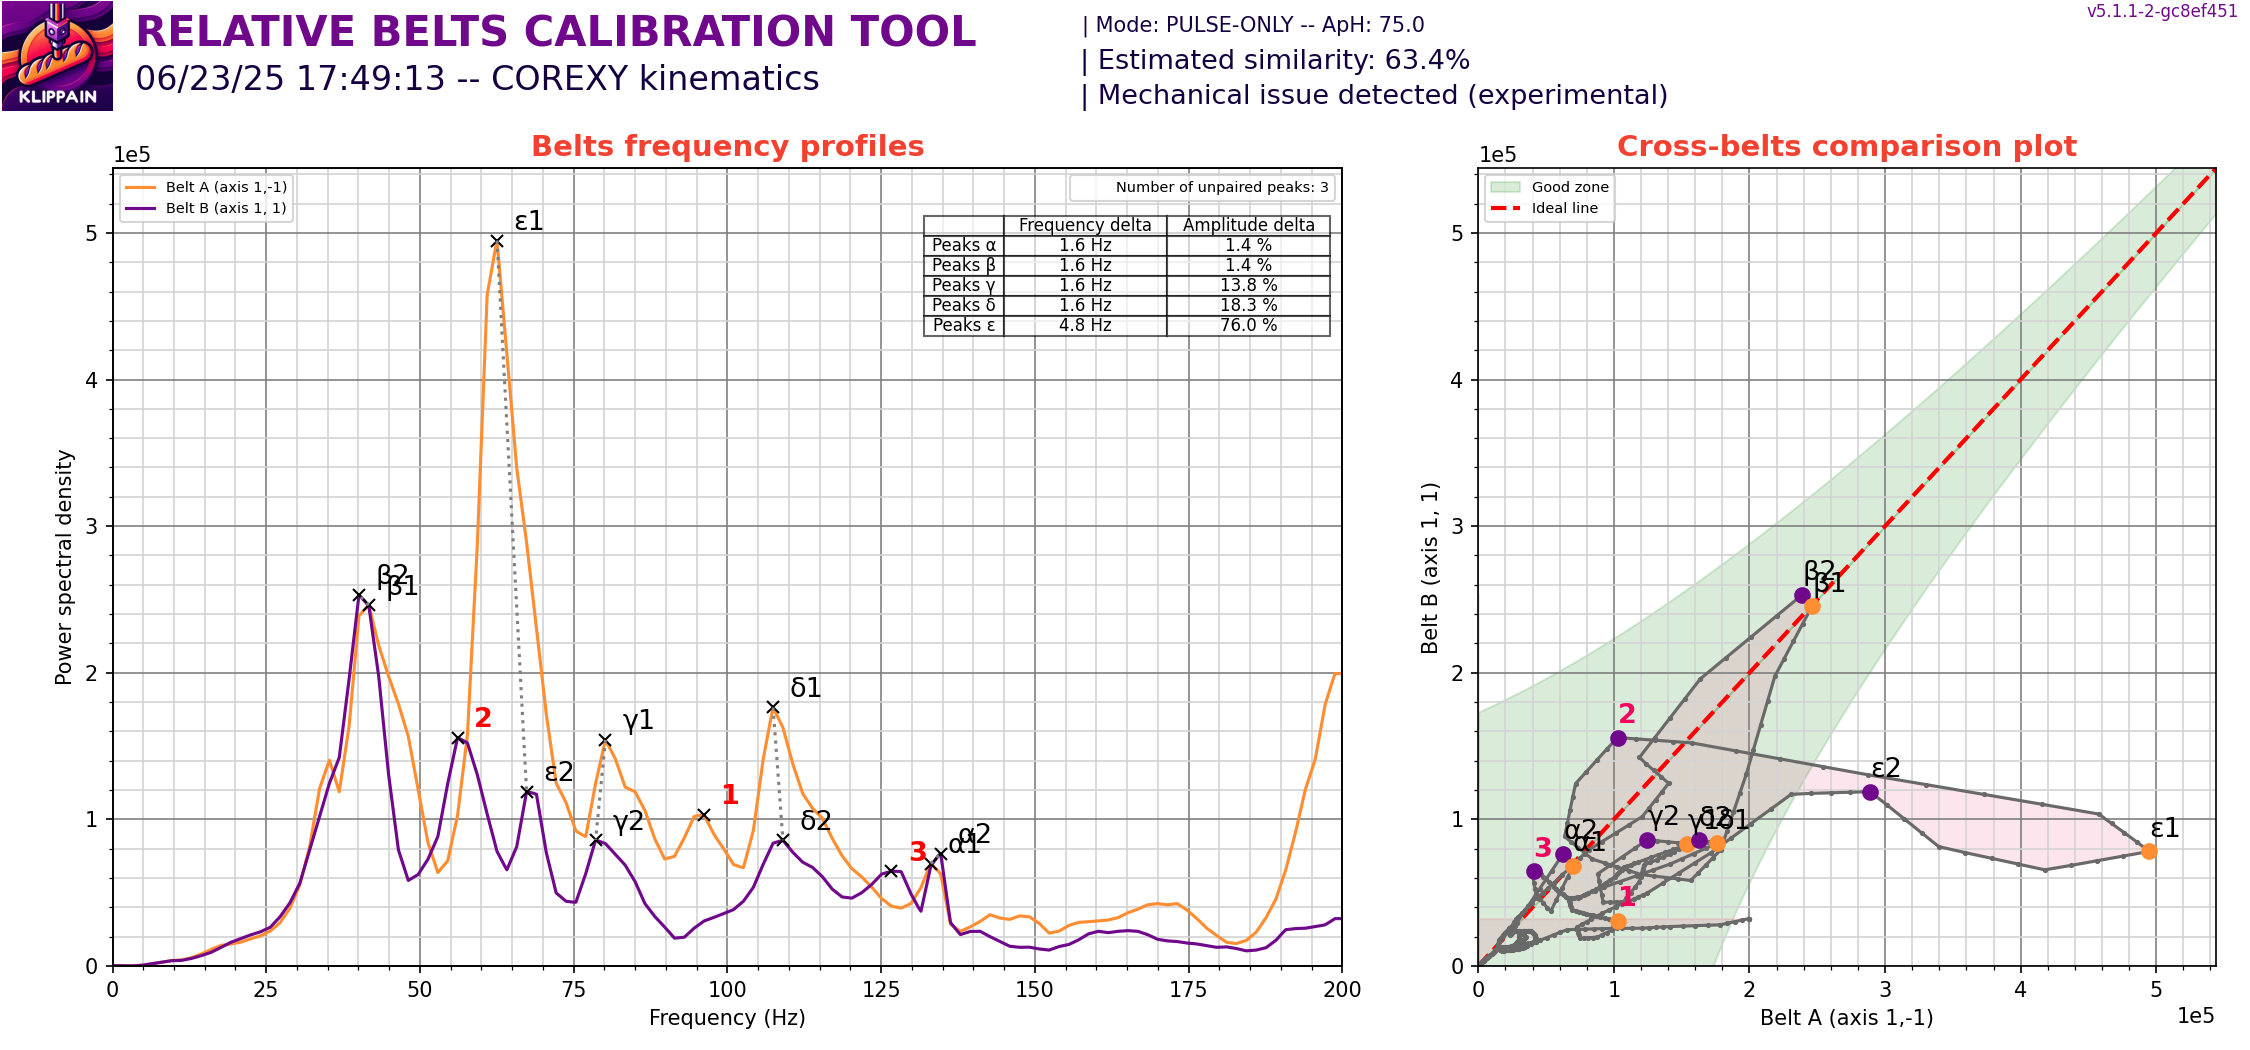 KLIPPAIN
RELATIVE BELTS CALIBRATION TOOL
06/23/25 17:49:13 -- COREXY kinematics
| Mode: PULSE-ONLY -- ApH: 75.0
| Estimated similarity: 63.4%
| Mechanical issue detected (experimental)
v5.1.1-2-gc8ef451
Belts frequency profiles
1e5
Belt A (axis 1,-1)
Belt B (axis 1, 1)
Number of unpaired peaks: 3
Frequency delta Amplitude delta
Peaks α 1.6 Hz 1.4 %
Peaks β 1.6 Hz 1.4 %
Peaks γ 1.6 Hz 13.8 %
Peaks δ 1.6 Hz 18.3 %
Peaks ε 4.8 Hz 76.0 %
ε1
β2
β1
2
ε2
γ1
γ2
1
δ1
δ2
3
α1
α2
5
4
3
2
1
0
Power spectral density
0 25 50 75 100 125 150 175 200
Frequency (Hz)
Cross-belts comparison plot
1e5
Good zone
Ideal line
β2
β1
2
ε2
ε1
γ2
γ1
δ2
δ1
α2
α1
3
1
5
4
3
2
1
0
Belt B (axis 1, 1)
0 1 2 3 4 5
Belt A (axis 1,-1)
1e5